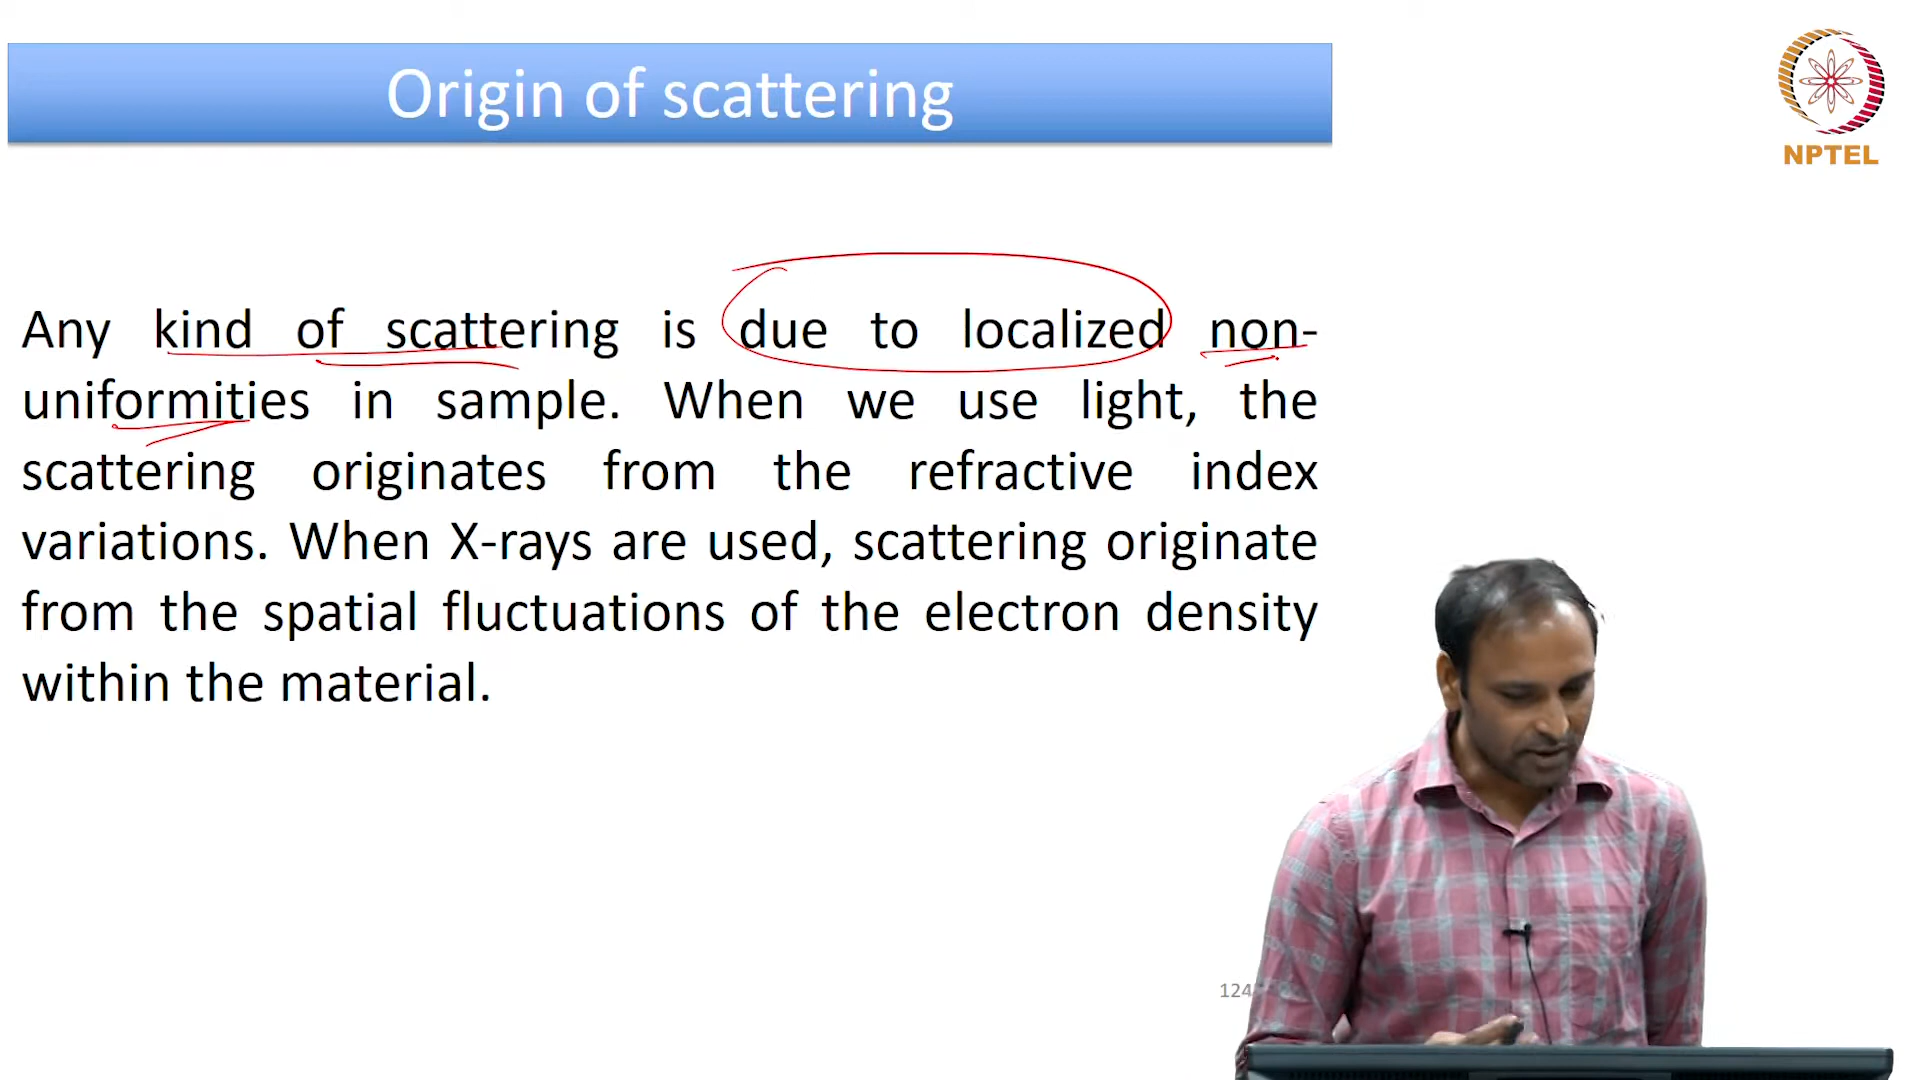 Origin of scattering
NPTEL
Any kind of scattering is due to localized non-
uniformities in sample. When we use light, the
scattering originates from the refractive index
variations. When X-rays are used, scattering originate
from the spatial fluctuations of the electron density
within the material.
124